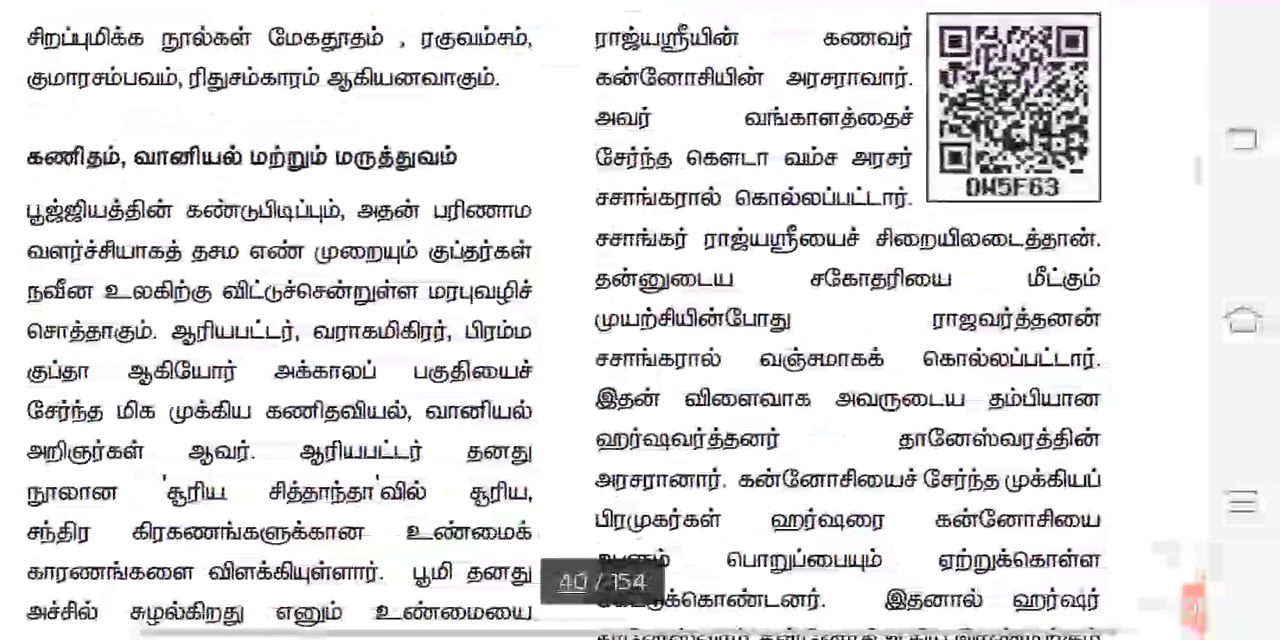 சிறப்புமிக்க நூல்கள் மேகதூதம் , ரகுவம்சம்,
குமாரசம்பவம், ரிதுசம்காரம் ஆகியனவாகும்.
கணிதம், வானியல் மற்றும் மருத்துவம்
பூஜ்ஜியத்தின் கண்டுபிடிப்பும், அதன் பரிணாம
வளர்ச்சியாகத் தசம எண் முறையும் குப்தர்கள்
நவீன உலகிற்கு விட்டுச்சென்றுள்ள மரபுவழிச்
சொத்தாகும். ஆரியபட்டர், வராகமிகிரர், பிரம்ம
குப்தா ஆகியோர் அக்காலப் பகுதியைச்
சேர்ந்த மிக முக்கிய கணிதவியல், வானியல்
அறிஞர்கள் ஆவர். ஆரியபட்டர் தனது
நூலான 'சூரிய சித்தாந்தா'வில் சூரிய,
சந்திர கிரகணங்களுக்கான உண்மைக்
காரணங்களை விளக்கியுள்ளார். பூமி தனது
அச்சில் சுழல்கிறது எனும் உண்மையை
ராஜ்யஸ்ரீயின் கணவர்
கன்னோசியின் அரசராவார்.
அவர் வங்காளத்தைச்
சேர்ந்த கௌடா வம்ச அரசர்
சசாங்கரால் கொல்லப்பட்டார்.
சசாங்கர் ராஜ்யஸ்ரீயைச் சிறையிலடைத்தான்.
தன்னுடைய சகோதரியை மீட்கும்
முயற்சியின்போது ராஜவர்த்தனன்
சசாங்கரால் வஞ்சமாகக் கொல்லப்பட்டார்.
இதன் விளைவாக அவருடைய தம்பியான
ஹர்ஷவர்த்தனர் தானேஸ்வரத்தின்
அரசரானார். கன்னோசியைச் சேர்ந்த முக்கியப்
பிரமுகர்கள் ஹர்ஷரை கன்னோசியை
பொறுப்பையும் ஏற்றுக்கொள்ள
இதனால் ஹர்ஷர்
0W5F63
40 / 154